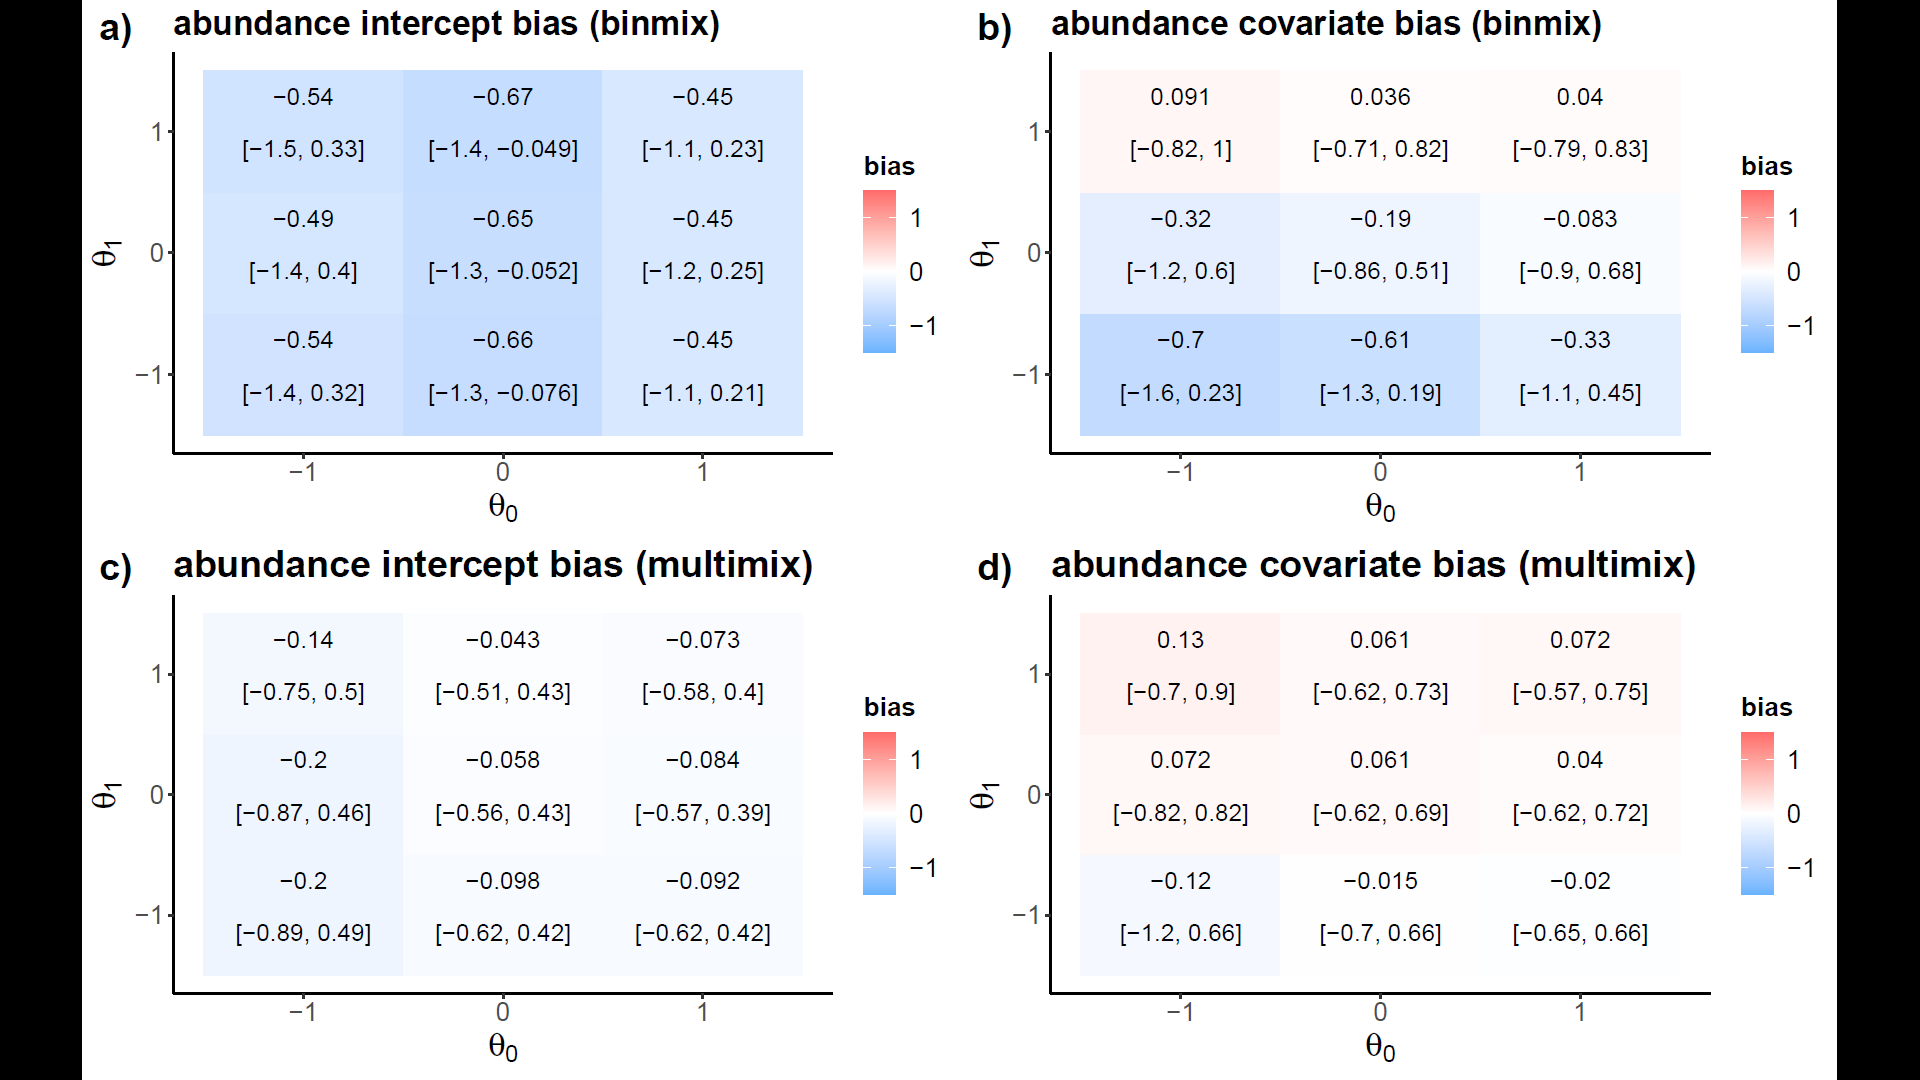 a) abundance intercept bias (binmix)
−0.54 −0.67 −0.45
1
[−1.5, 0.33] [−1.4, −0.049] [−1.1, 0.23]
−0.49 −0.65 −0.45
0
[−1.4, 0.4] [−1.3, −0.052] [−1.2, 0.25]
−0.54 −0.66 −0.45
−1
[−1.4, 0.32] [−1.3, −0.076] [−1.1, 0.21]
θ1
−1 0 1
θ0
bias
1
0
−1
b) abundance covariate bias (binmix)
0.091 0.036 0.04
1
[−0.82, 1] [−0.71, 0.82] [−0.79, 0.83]
−0.32 −0.19 −0.083
0
[−1.2, 0.6] [−0.86, 0.51] [−0.9, 0.68]
−0.7 −0.61 −0.33
−1
[−1.6, 0.23] [−1.3, 0.19] [−1.1, 0.45]
θ1
−1 0 1
θ0
bias
1
0
−1
c) abundance intercept bias (multimix)
−0.14 −0.043 −0.073
1
[−0.75, 0.5] [−0.51, 0.43] [−0.58, 0.4]
−0.2 −0.058 −0.084
0
[−0.87, 0.46] [−0.56, 0.43] [−0.57, 0.39]
−0.2 −0.098 −0.092
−1
[−0.89, 0.49] [−0.62, 0.42] [−0.62, 0.42]
θ1
−1 0 1
θ0
bias
1
0
−1
d) abundance covariate bias (multimix)
0.13 0.061 0.072
1
[−0.7, 0.9] [−0.62, 0.73] [−0.57, 0.75]
0.072 0.061 0.04
0
[−0.82, 0.82] [−0.62, 0.69] [−0.62, 0.72]
−0.12 −0.015 −0.02
−1
[−1.2, 0.66] [−0.7, 0.66] [−0.65, 0.66]
θ1
−1 0 1
θ0
bias
1
0
−1